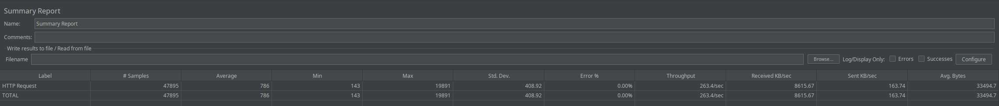 Summary Report
Name: Summary Report
Comments:
Write results to file / Read from file
Filename Browse... Log/Display Only: Errors Successes Configure
Label # Samples Average Min Max Std. Dev. Error % Throughput Received KB/sec Sent KB/sec Avg. Bytes
HTTP Request 47895 786 143 19891 408.92 0.00% 263.4/sec 8615.67 163.74 33494.7
TOTAL 47895 786 143 19891 408.92 0.00% 263.4/sec 8615.67 163.74 33494.7